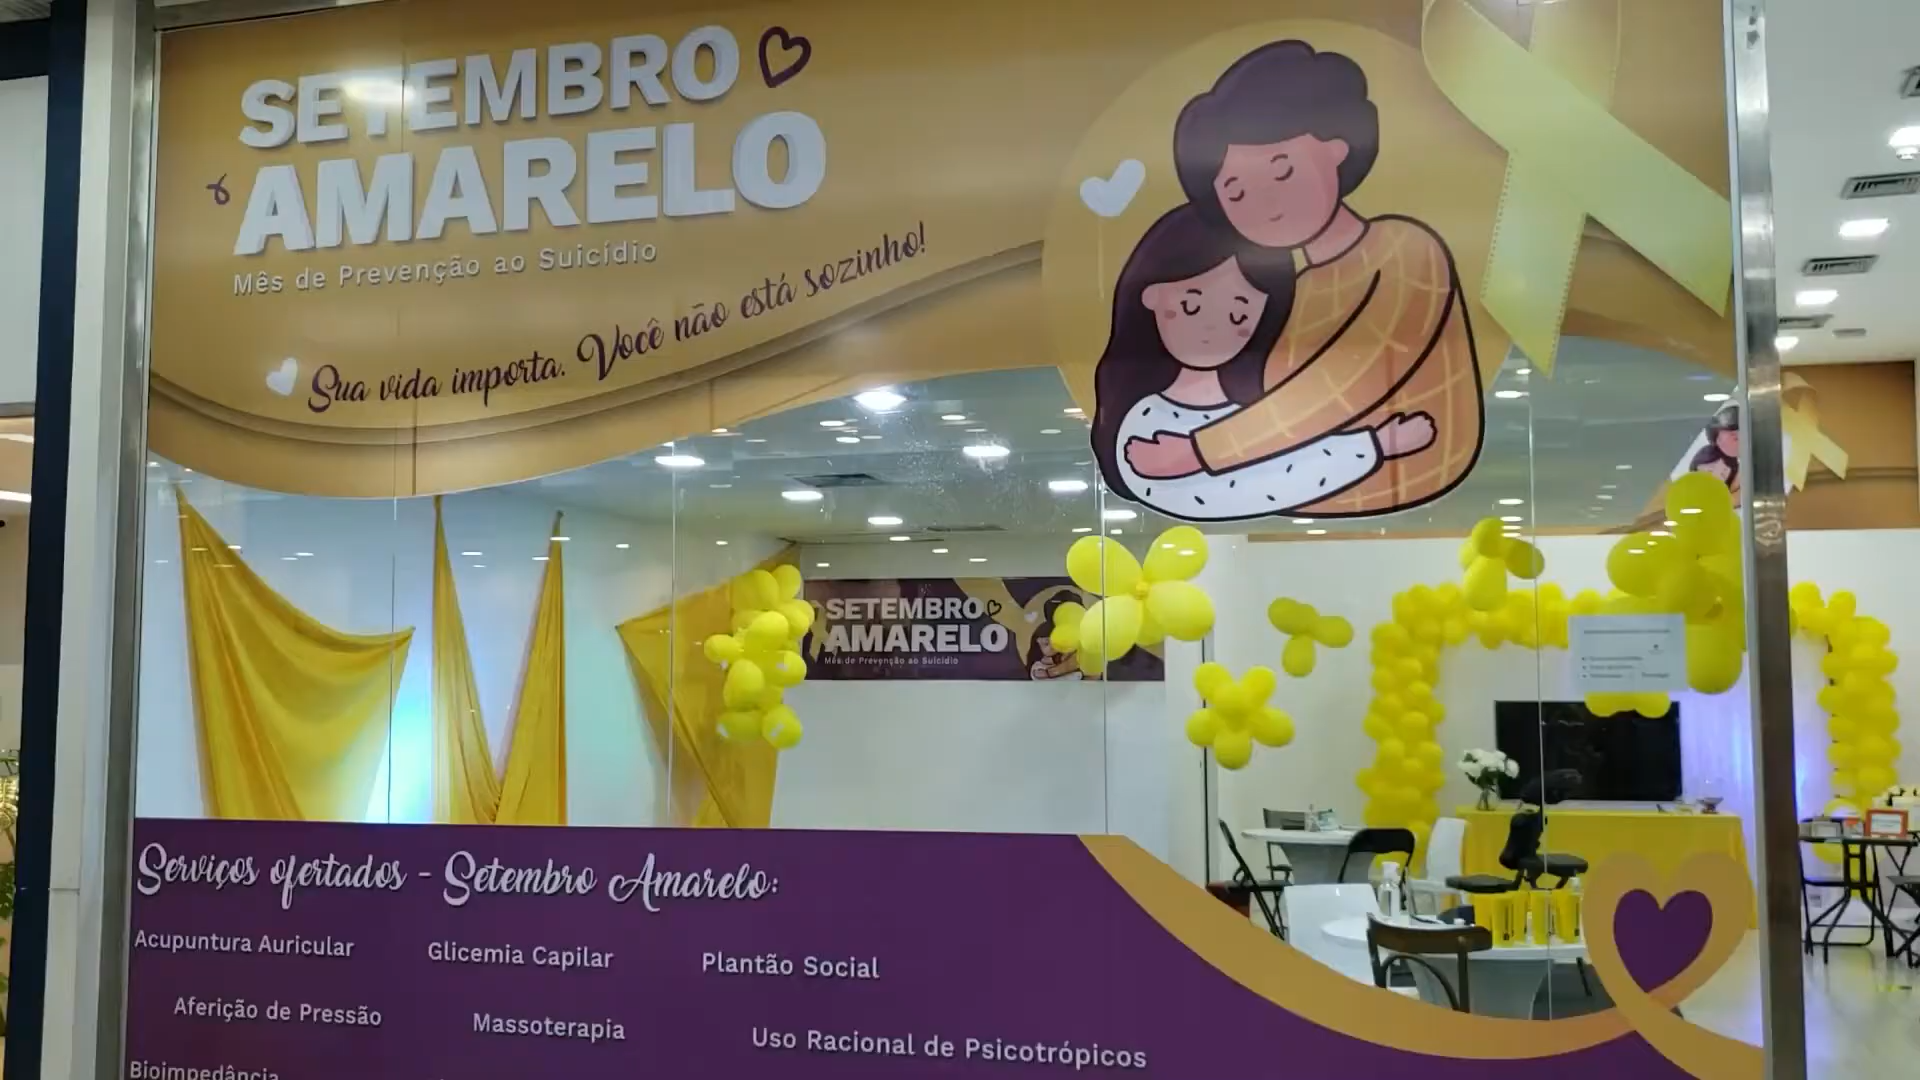 SETEMBRO
AMARELO
Mês de Prevenção ao Suicídio
Sua vida importa. Você não está sozinho!
SETEMBRO
AMARELO
Mês de Prevenção ao Suicídio
Serviços ofertados - Setembro Amarelo:
Acupuntura Auricular
Glicemia Capilar
Plantão Social
Aferição de Pressão
Massoterapia
Uso Racional de Psicotrópicos
Bioimpedância